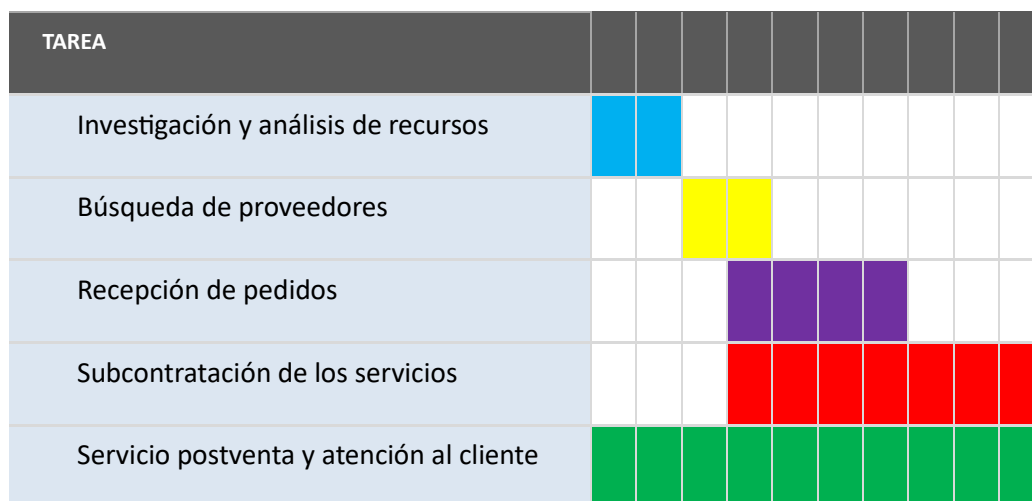 TAREA
Investigación y análisis de recursos
Búsqueda de proveedores
Recepción de pedidos
Subcontratación de los servicios
Servicio postventa y atención al cliente